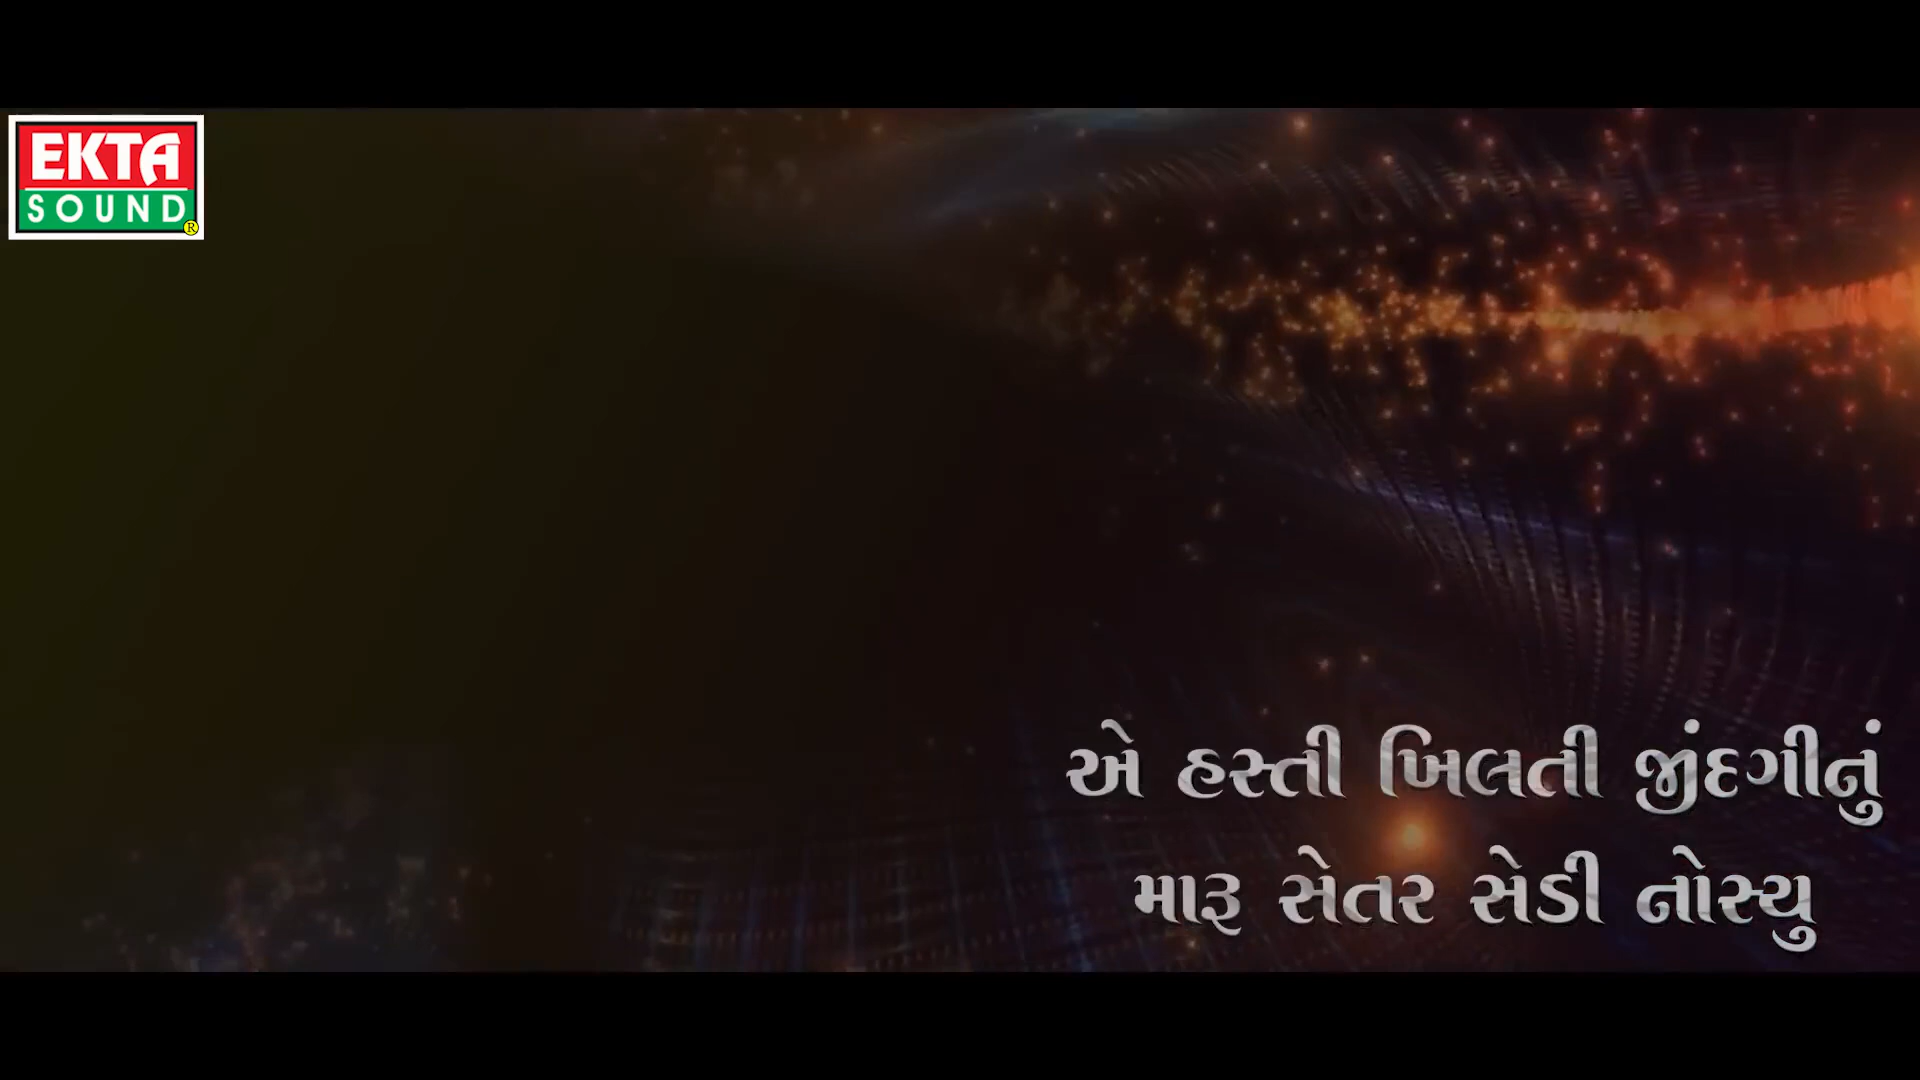 EKTA
SOUND
®
એ હસ્તી ખિલતી જીંદગીનું
મારૂ સેતર સેડી નોસ્યુ